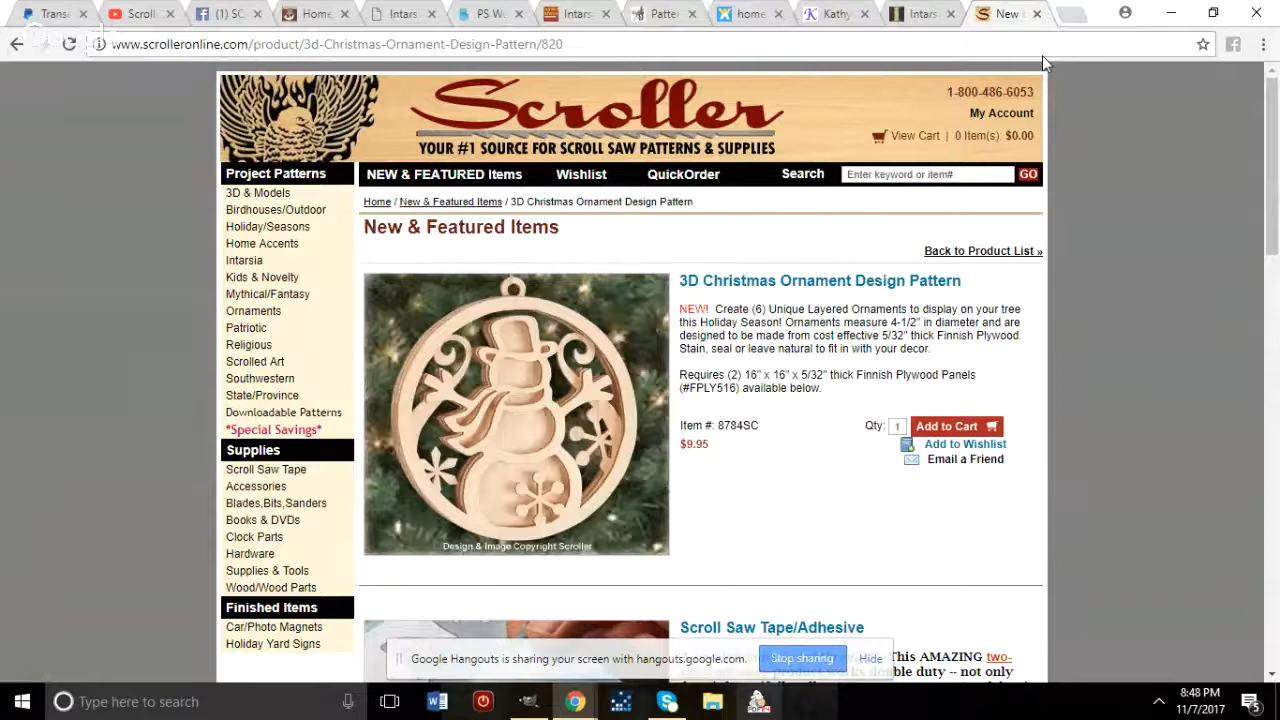 Trans
Scroll
(1) SC
Home
Intars
PS We
Intars
Patter
home
Kathy
Intars
New
www.scrolleronline.com/product/3d-Christmas-Ornament-Design-Pattern/820
Scroller
YOUR #1 SOURCE FOR SCROLL SAW PATTERNS & SUPPLIES
1-800-486-6053
My Account
View Cart | 0 Item(s): $0.00
Project Patterns
NEW & FEATURED Items Wishlist QuickOrder Search Enter keyword or item# GO
3D & Models
Birdhouses/Outdoor
Holiday/Seasons
Home Accents
Intarsia
Kids & Novelty
Mythical/Fantasy
Ornaments
Patriotic
Religious
Scrolled Art
Southwestern
State/Province
Downloadable Patterns
*Special Savings*
Supplies
Scroll Saw Tape
Accessories
Blades,Bits,Sanders
Books & DVDs
Clock Parts
Hardware
Supplies & Tools
Wood/Wood Parts
Finished Items
Car/Photo Magnets
Holiday Yard Signs
Home / New & Featured Items / 3D Christmas Ornament Design Pattern
New & Featured Items
Back to Product List »
Design & Image Copyright Scroller
3D Christmas Ornament Design Pattern
NEW! Create (6) Unique Layered Ornaments to display on your tree
this Holiday Season! Ornaments measure 4-1/2" in diameter and are
designed to be made from cost effective 5/32" thick Finnish Plywood.
Stain, seal or leave natural to fit in with your decor.
Requires (2) 16" x 16" x 5/32" thick Finnish Plywood Panels
(#FPLY516) available below.
Item #: 8784SC
Qty: 1 Add to Cart
$9.95
Add to Wishlist
Email a Friend
Scroll Saw Tape/Adhesive
This AMAZING two-
product works double duty -- not only
Google Hangouts is sharing your screen with hangouts.google.com. Stop sharing Hide
Type here to search
8:48 PM
11/7/2017
5